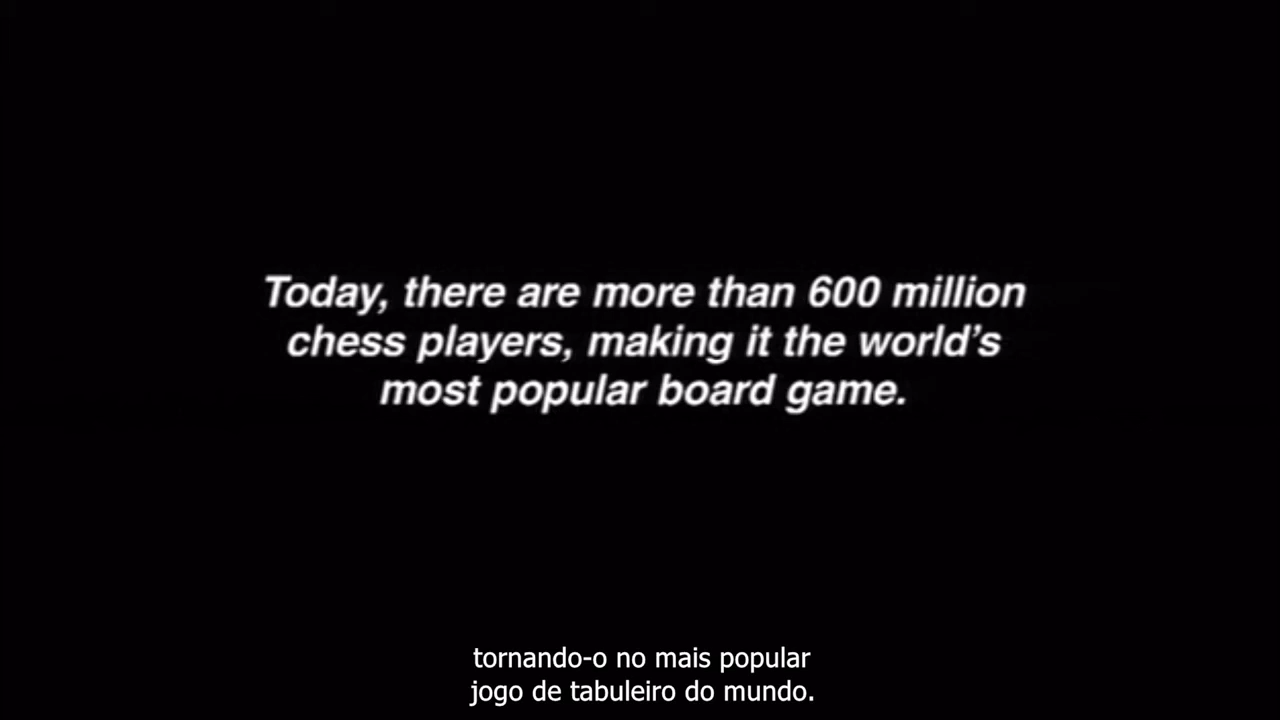 Today, there are more than 600 million
chess players, making it the world's
most popular board game.
tornando-o no mais popular
jogo de tabuleiro do mundo.